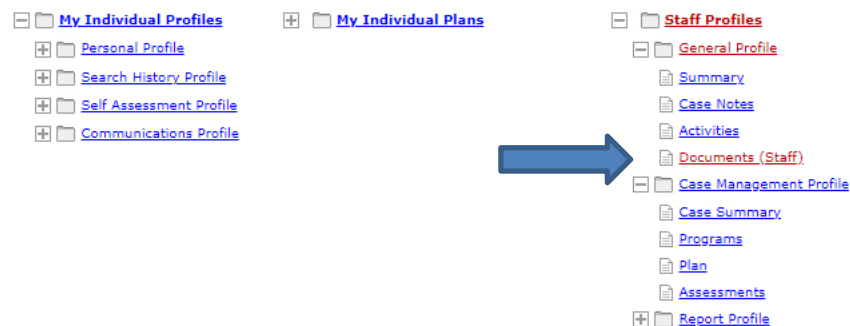 My Individual Profiles
Personal Profile
Search History Profile
Self Assessment Profile
Communications Profile
My Individual Plans
Staff Profiles
General Profile
Summary
Case Notes
Activities
Documents (Staff)
Case Management Profile
Case Summary
Programs
Plan
Assessments
Report Profile